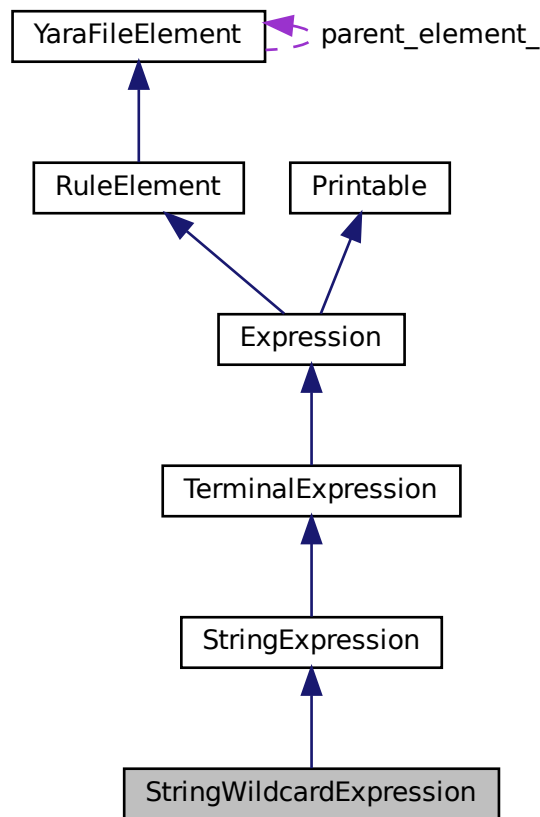 YaraFileElement
parent_element_
RuleElement
Printable
Expression
TerminalExpression
StringExpression
StringWildcardExpression